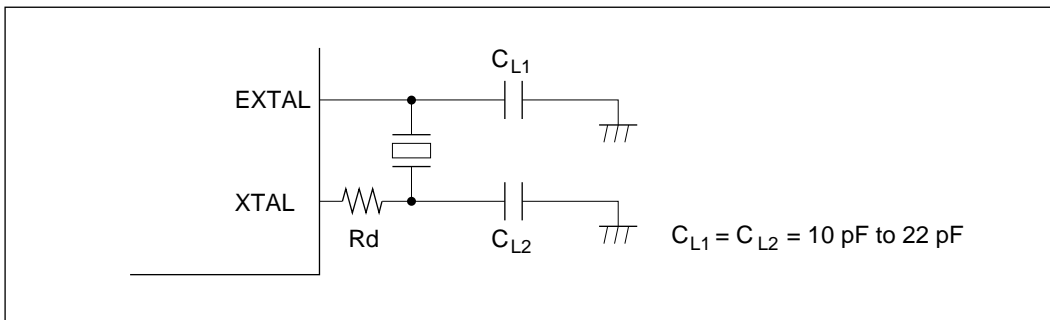 C_L1
EXTAL
XTAL
Rd
C_L2
C_L1 = C_L2 = 10 pF to 22 pF